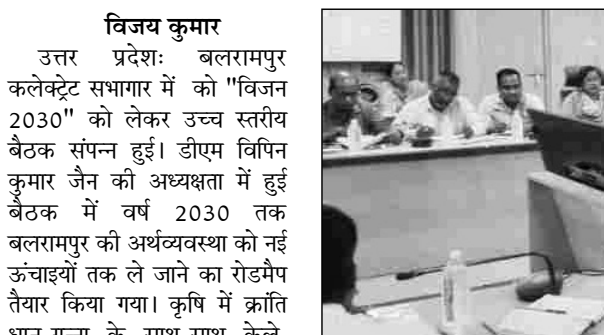 विजय कुमार
उत्तर प्रदेशः बलरामपुर
कलेक्ट्रेट सभागार में को "विजन
2030" को लेकर उच्च स्तरीय
बैठक संपन्न हुई। डीएम विपिन
कुमार जैन की अध्यक्षता में हुई
बैठक में वर्ष 2030 तक
बलरामपुर की अर्थव्यवस्था को नई
ऊंचाइयों तक ले जाने का रोडमैप
तैयार किया गया। कृषि में क्रांति
धान-गन्ना के साथ-साथ केले